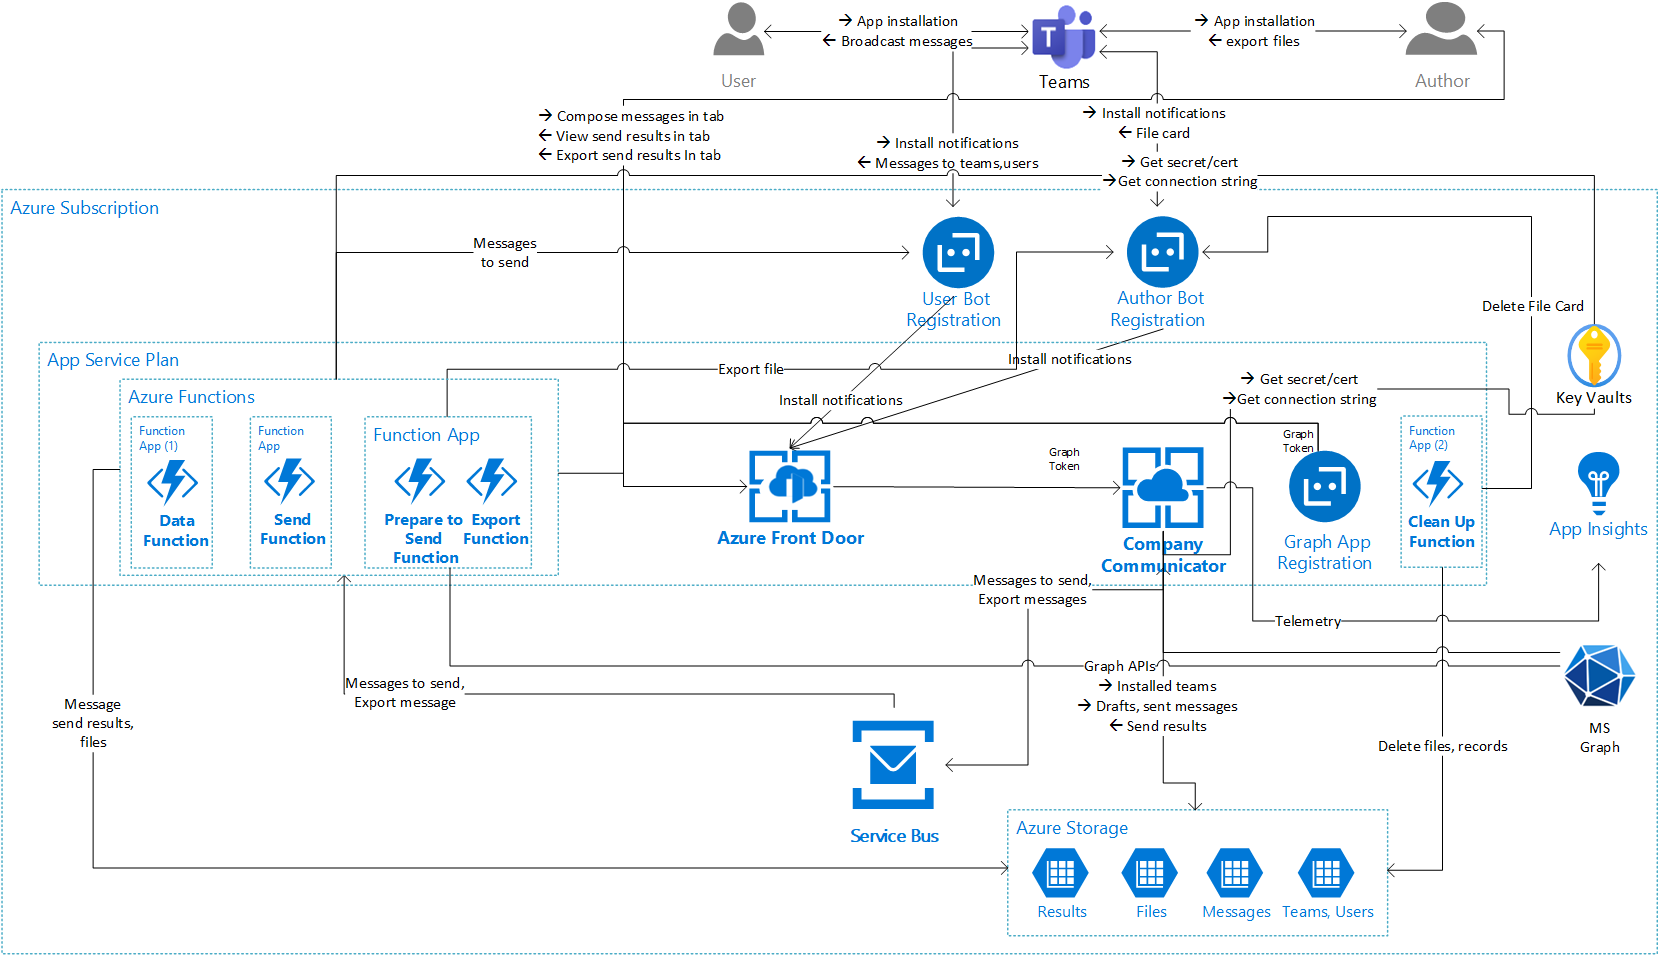 → App installation
← Broadcast messages
→ App installation
← export files
T
User
Teams
Author
→ Compose messages in tab
← View send results in tab
← Export send results In tab
→ Install notifications
← File card
→ Install notifications
← Messages to teams,users
→ Get secret/cert
→Get connection string
Azure Subscription
Messages
to send
User Bot
Registration
Author Bot
Registration
Delete File Card
App Service Plan
Install notifications
Export file
Key Vaults
Azure Functions
Install notifications
→ Get secret/cert
→Get connection string
Function
App (1)
Data
Function
Function
App
Send
Function
Function App
Prepare to
Send
Function
Export
Function
Azure Front Door
Graph
Token
Company
Communicator
Graph
Token
Graph App
Registration
Function
App (2)
Clean Up
Function
App Insights
Messages to send,
Export messages
Telemetry
Graph APIs
→ Installed teams
→ Drafts, sent messages
← Send results
Messages to send,
Export message
Message
send results,
files
MS
Graph
Delete files, records
Service Bus
Azure Storage
Results
Files
Messages
Teams, Users